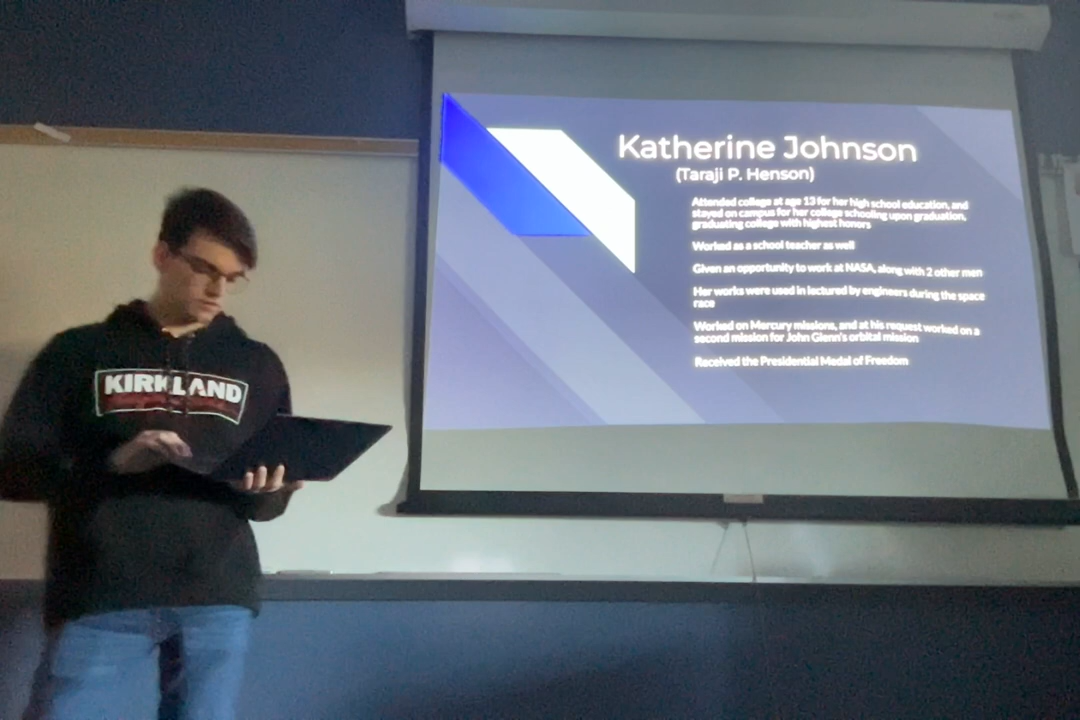 KIRKLAND
Katherine Johnson
(Taraji P. Henson)
Attended college at age 13 for her high school education, and
stayed on campus for her college schooling upon graduation,
graduating college with highest honors
Worked as a school teacher as well
Given an opportunity to work at NASA, along with 2 other men
Her works were used in lectured by engineers during the space
race
Worked on Mercury missions, and at his request worked on a
second mission for John Glenn's orbital mission
Received the Presidential Medal of Freedom